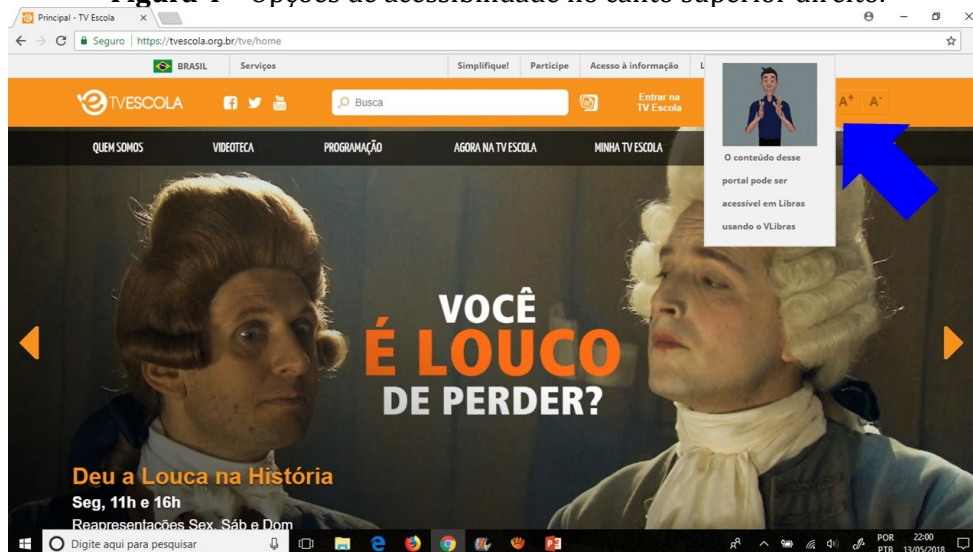 Figura 4 – Opções de acessibilidade no canto superior direito.
Principal - TV Escola
Seguro | https://tvescola.org.br/tve/home
BRASIL Serviços Simplifique! Participe Acesso à informação L
TVESCOLA You Tube Busca Entrar na TV Escola A+ A-
QUEM SOMOS VIDEOTECA PROGRAMAÇÃO AGORA NA TV ESCOLA MINHA TV ESCOLA
O conteúdo desse
portal pode ser
acessível em Libras
usando o VLibras
VOCÊ
É LOUCO
DE PERDER?
Deu a Louca na História
Seg, 11h e 16h
Reapresentações Sex, Sáb e Dom
Digite aqui para pesquisar POR 22:00
PTB 13/05/2018